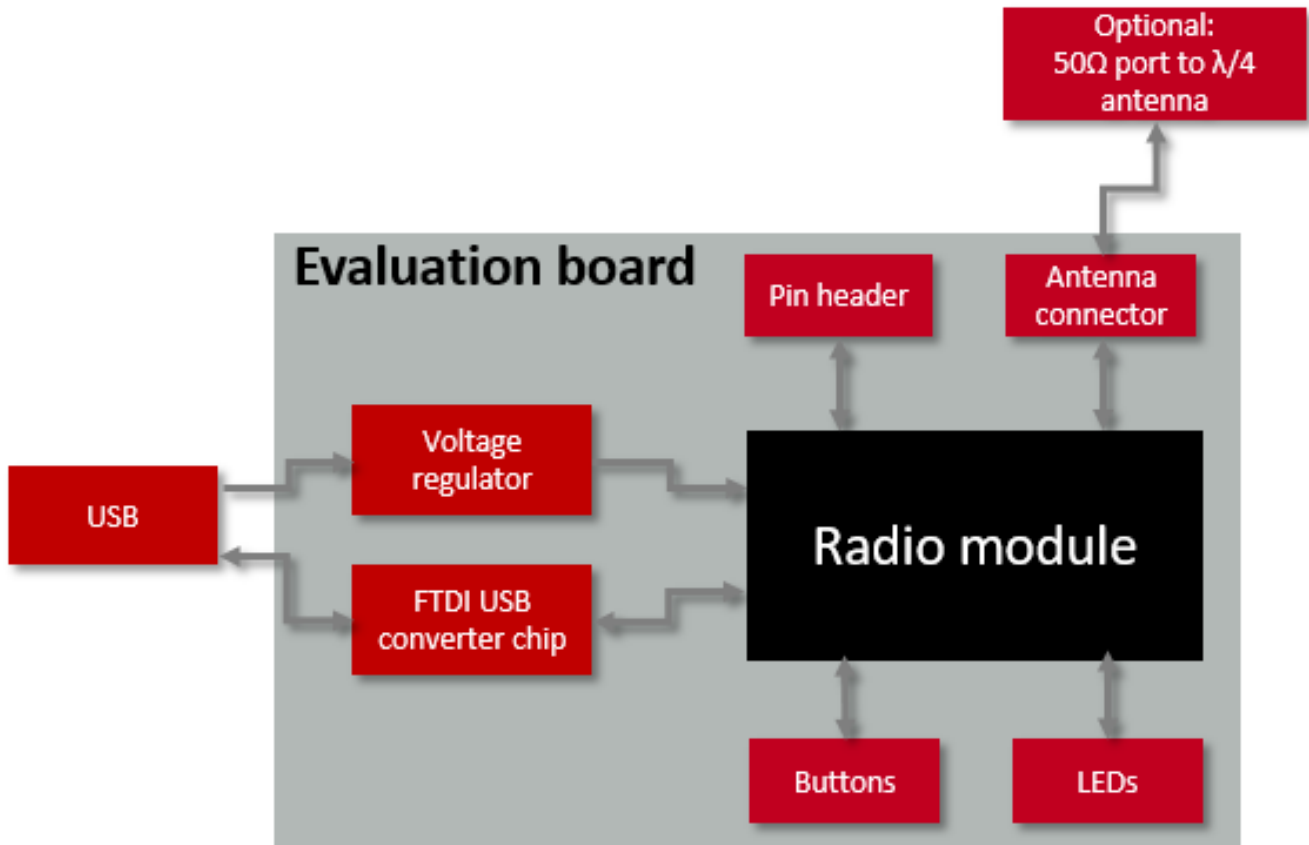 Optional:
50Ω port to λ/4
antenna
Evaluation board
Pin header
Antenna
connector
Voltage
regulator
USB
Radio module
FTDI USB
converter chip
Buttons
LEDs